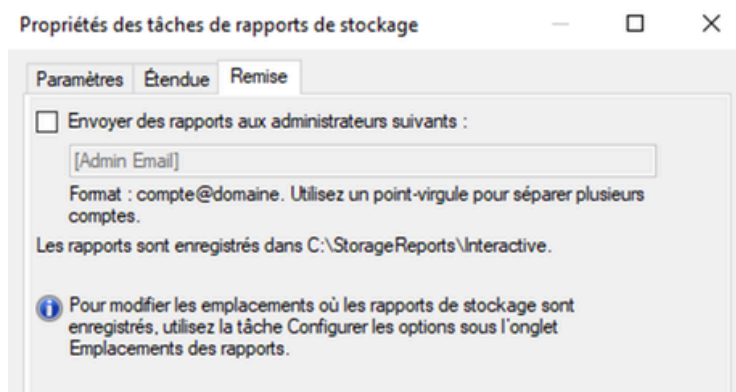 Propriétés des tâches de rapports de stockage
Paramètres Étendue Remise
Envoyer des rapports aux administrateurs suivants :
[Admin Email]
Format : compte@domaine. Utilisez un point-virgule pour séparer plusieurs
comptes.
Les rapports sont enregistrés dans C:\StorageReports\Interactive.
Pour modifier les emplacements où les rapports de stockage sont
enregistrés, utilisez la tâche Configurer les options sous l'onglet
Emplacements des rapports.